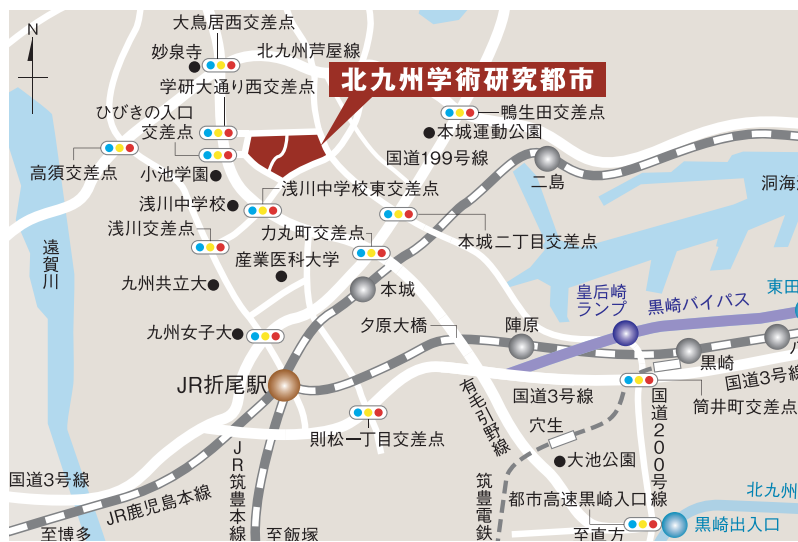 大鳥居西交差点
N
妙泉寺
北九州芦屋線
北九州学術研究都市
学研大通り西交差点
ひびきの入口
交差点
鴨生田交差点
本城運動公園
高須交差点
小池学園
国道199号線
二島
洞海
浅川中学校東交差点
浅川中学校
浅川交差点
力丸町交差点
本城二丁目交差点
遠賀川
産業医科大学
九州共立大
本城
皇后崎
ランプ
黒崎バイパス
東田
九州女子大
夕原大橋
陣原
黒崎
八
JR折尾駅
国道3号線
国道3号線
有毛引野線
筒井町交差点
則松一丁目交差点
穴生
国道200号線
大池公園
国道3号線
JR鹿児島本線
JR筑豊本線
筑豊電鉄
都市高速黒崎入口
北九州
黒崎出入口
至博多
至飯塚
至直方